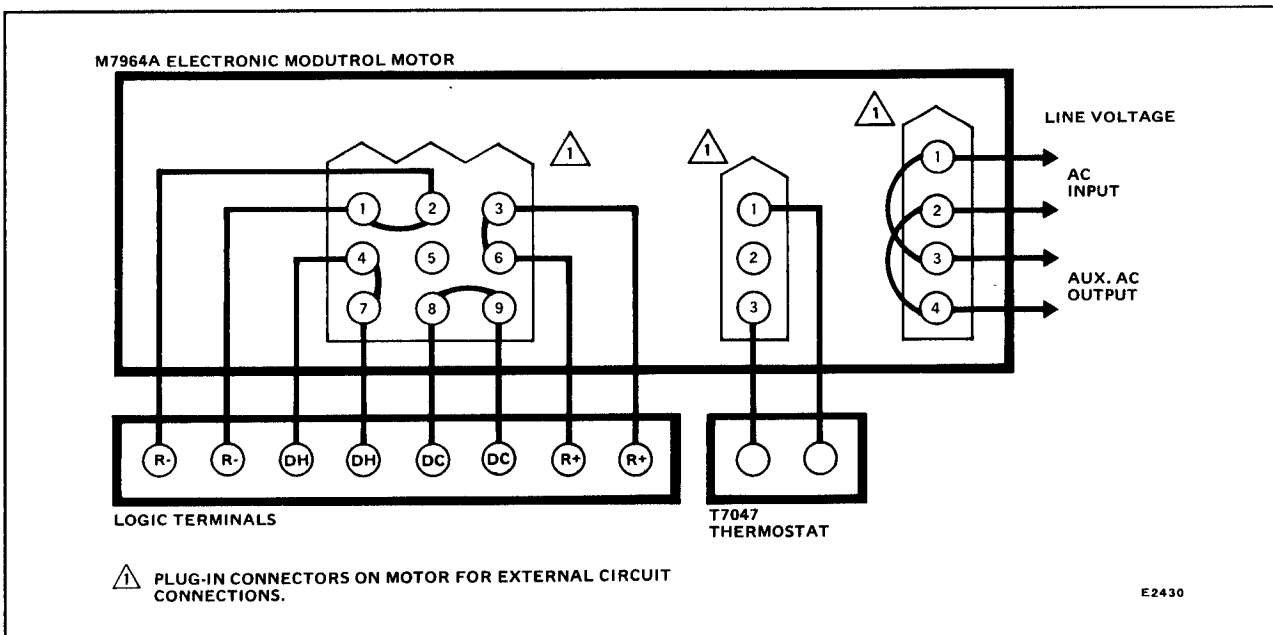 M7964A ELECTRONIC MODUTROL MOTOR
1
1
1
LINE VOLTAGE
1
2
3
4
5
6
7
8
9
1
2
3
1
2
3
4
AC
INPUT
AUX. AC
OUTPUT
R-
R-
DH
DH
DC
DC
R+
R+
LOGIC TERMINALS
T7047
THERMOSTAT
1 PLUG-IN CONNECTORS ON MOTOR FOR EXTERNAL CIRCUIT
CONNECTIONS.
E2430